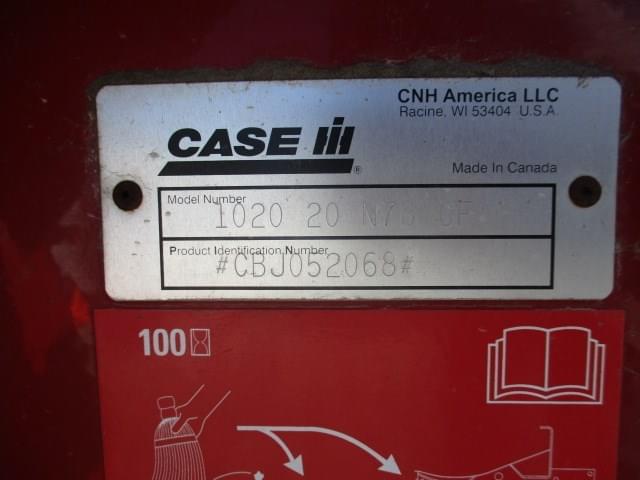 CNH America LLC
Racine, WI 53404 U.S.A.
CASE IH
®
Made In Canada
Model Number
1020 20
Product Identification Number
#CBJ052068#
100